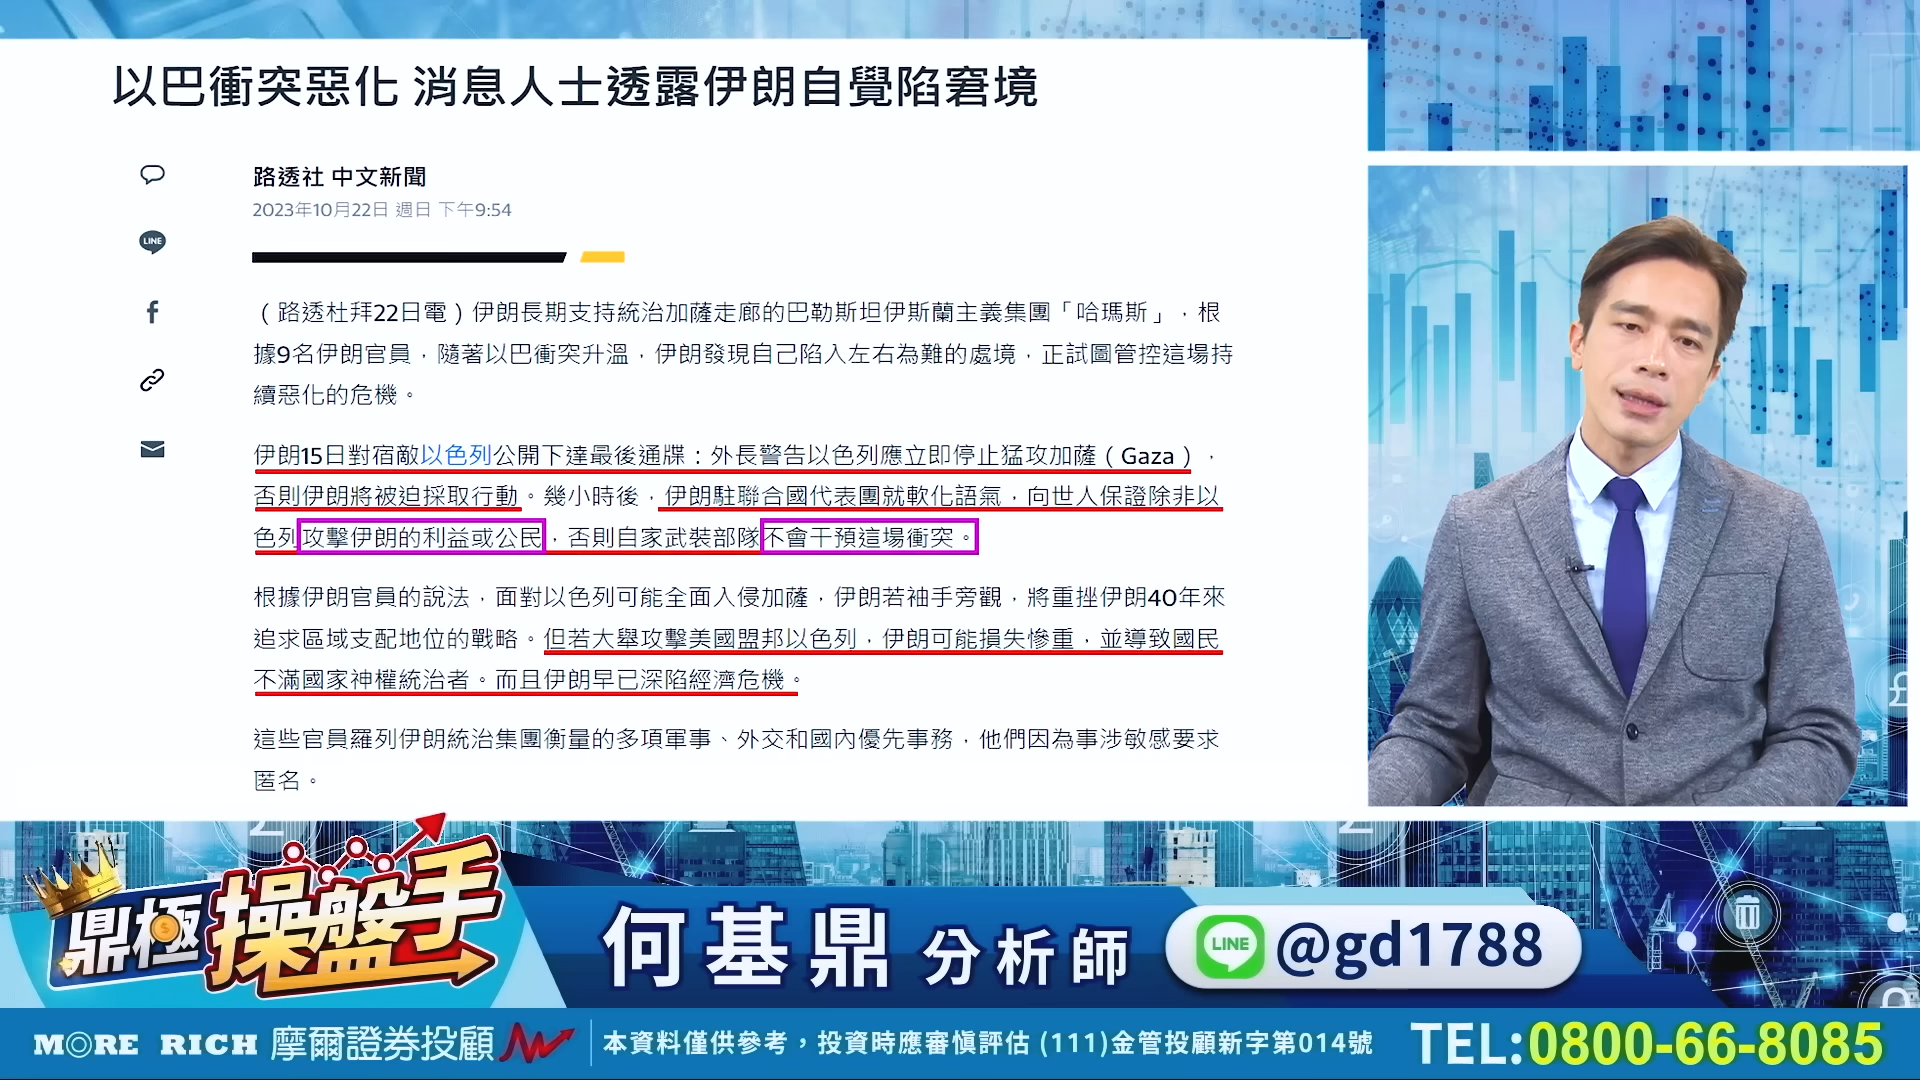 以巴衝突惡化 消息人士透露伊朗自覺陷窘境
路透社 中文新聞
2023年10月22日 週日 下午9:54
LINE
（路透杜拜22日電）伊朗長期支持統治加薩走廊的巴勒斯坦伊斯蘭主義集團「哈瑪斯」，根
據9名伊朗官員，隨著以巴衝突升溫，伊朗發現自己陷入左右為難的處境，正試圖管控這場持
續惡化的危機。
伊朗15日對宿敵以色列公開下達最後通牒：外長警告以色列應立即停止猛攻加薩（Gaza），
否則伊朗將被迫採取行動。幾小時後，伊朗駐聯合國代表團就軟化語氣，向世人保證除非以
色列攻擊伊朗的利益或公民，否則自家武裝部隊不會干預這場衝突。
根據伊朗官員的說法，面對以色列可能全面入侵加薩，伊朗若袖手旁觀，將重挫伊朗40年來
追求區域支配地位的戰略。但若大舉攻擊美國盟邦以色列，伊朗可能損失慘重，並導致國民
不滿國家神權統治者。而且伊朗早已深陷經濟危機。
這些官員羅列伊朗統治集團衡量的多項軍事、外交和國內優先事務，他們因為事涉敏感要求
匿名。
鼎極操盤手
何基鼎 分析師
LINE @gd1788
MORE RICH 摩爾證券投顧
本資料僅供參考，投資時應審慎評估 (111)金管投顧新字第014號
TEL:0800-66-8085